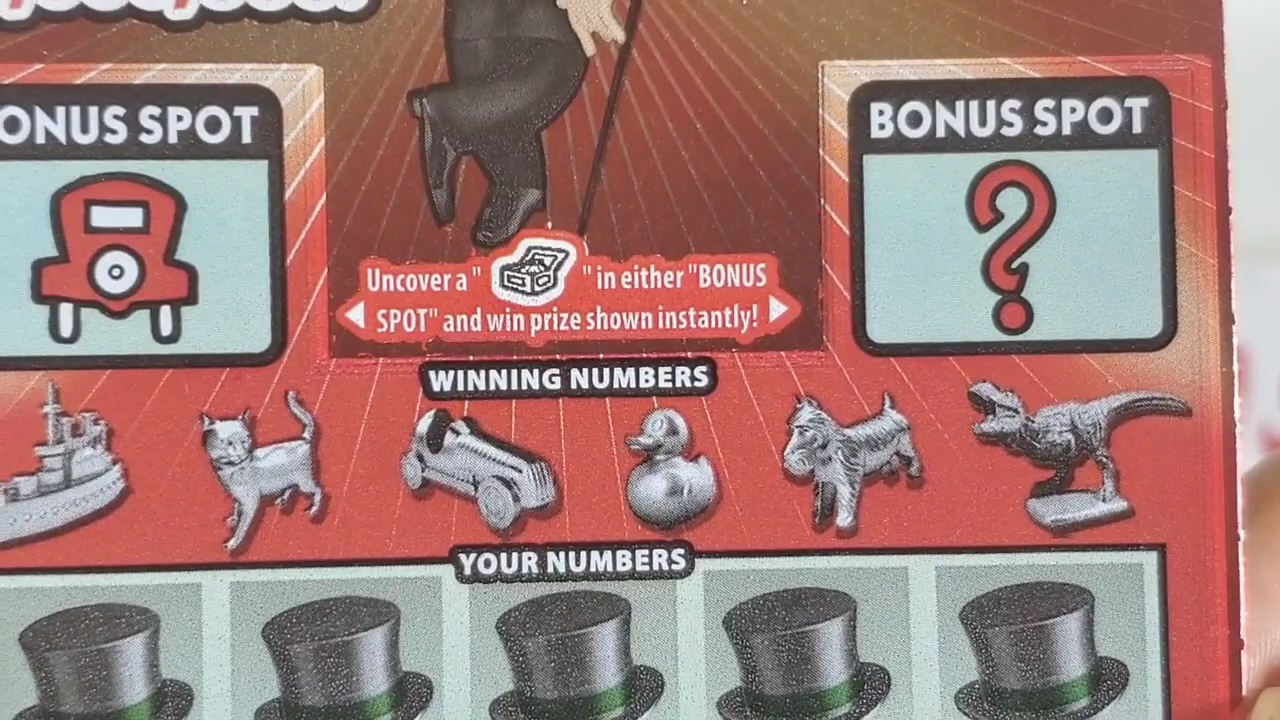 ONUS SPOT
BONUS SPOT
Uncover a " " in either "BONUS
SPOT" and win prize shown instantly!
WINNING NUMBERS
YOUR NUMBERS